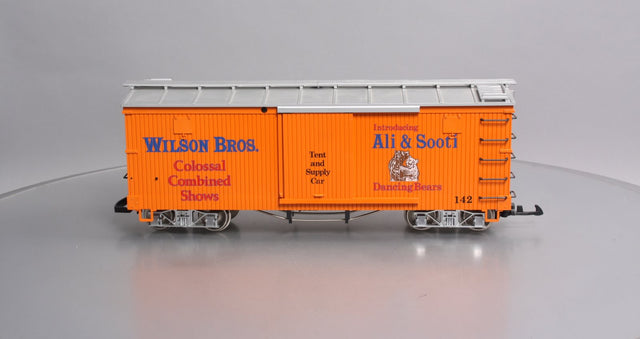 WILSON BROS.
Colossal
Combined
Shows
Tent
and
Supply
Car
Introducing
Ali & Sooti
Dancing Bears
142